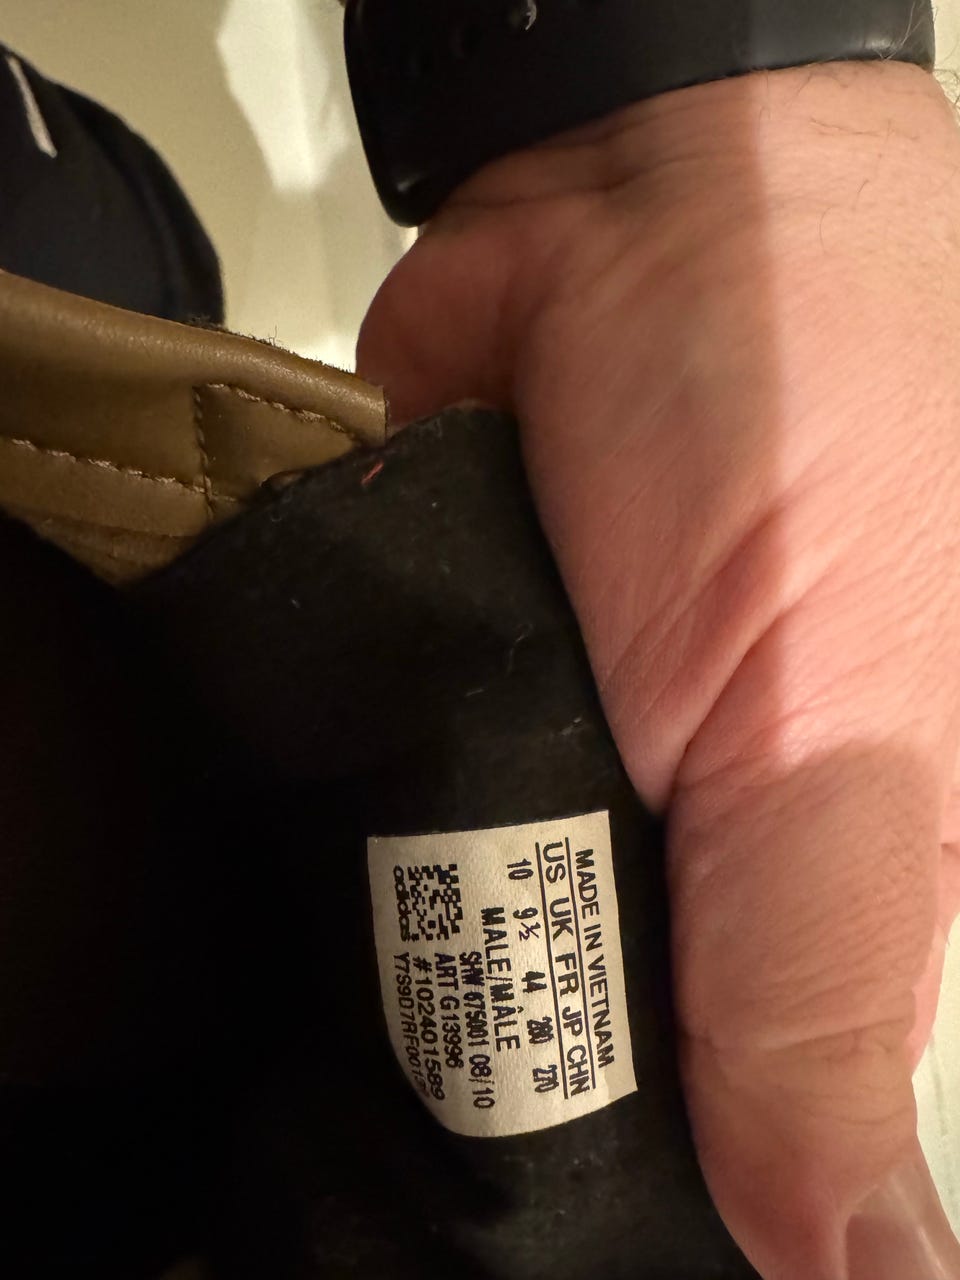 MADE IN VIETNAM
US UK FR JP CHN
10 9½ 44 280 270
MALE/MÂLE
SHW 675001 08/10
ART G13996
#102401589
adidas